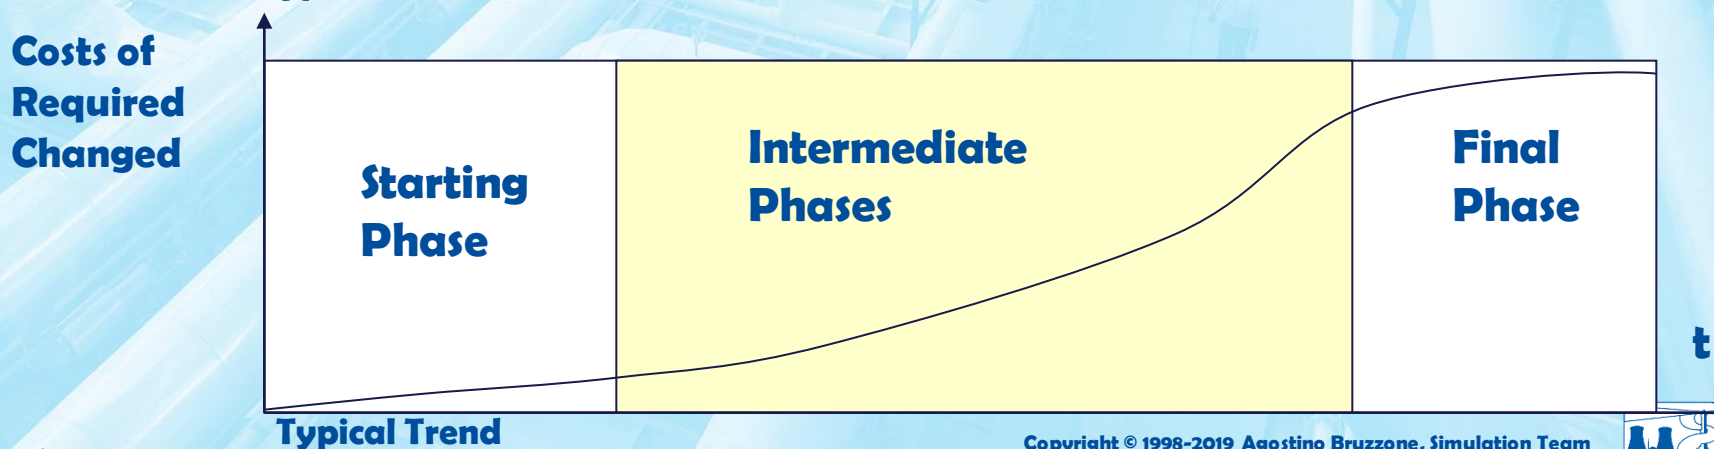 Costs of
Required
Changed
Starting
Phase
Intermediate
Phases
Final
Phase
t
Typical Trend
Copyright © 1998-2019 Agostino Bruzzone, Simulation Team